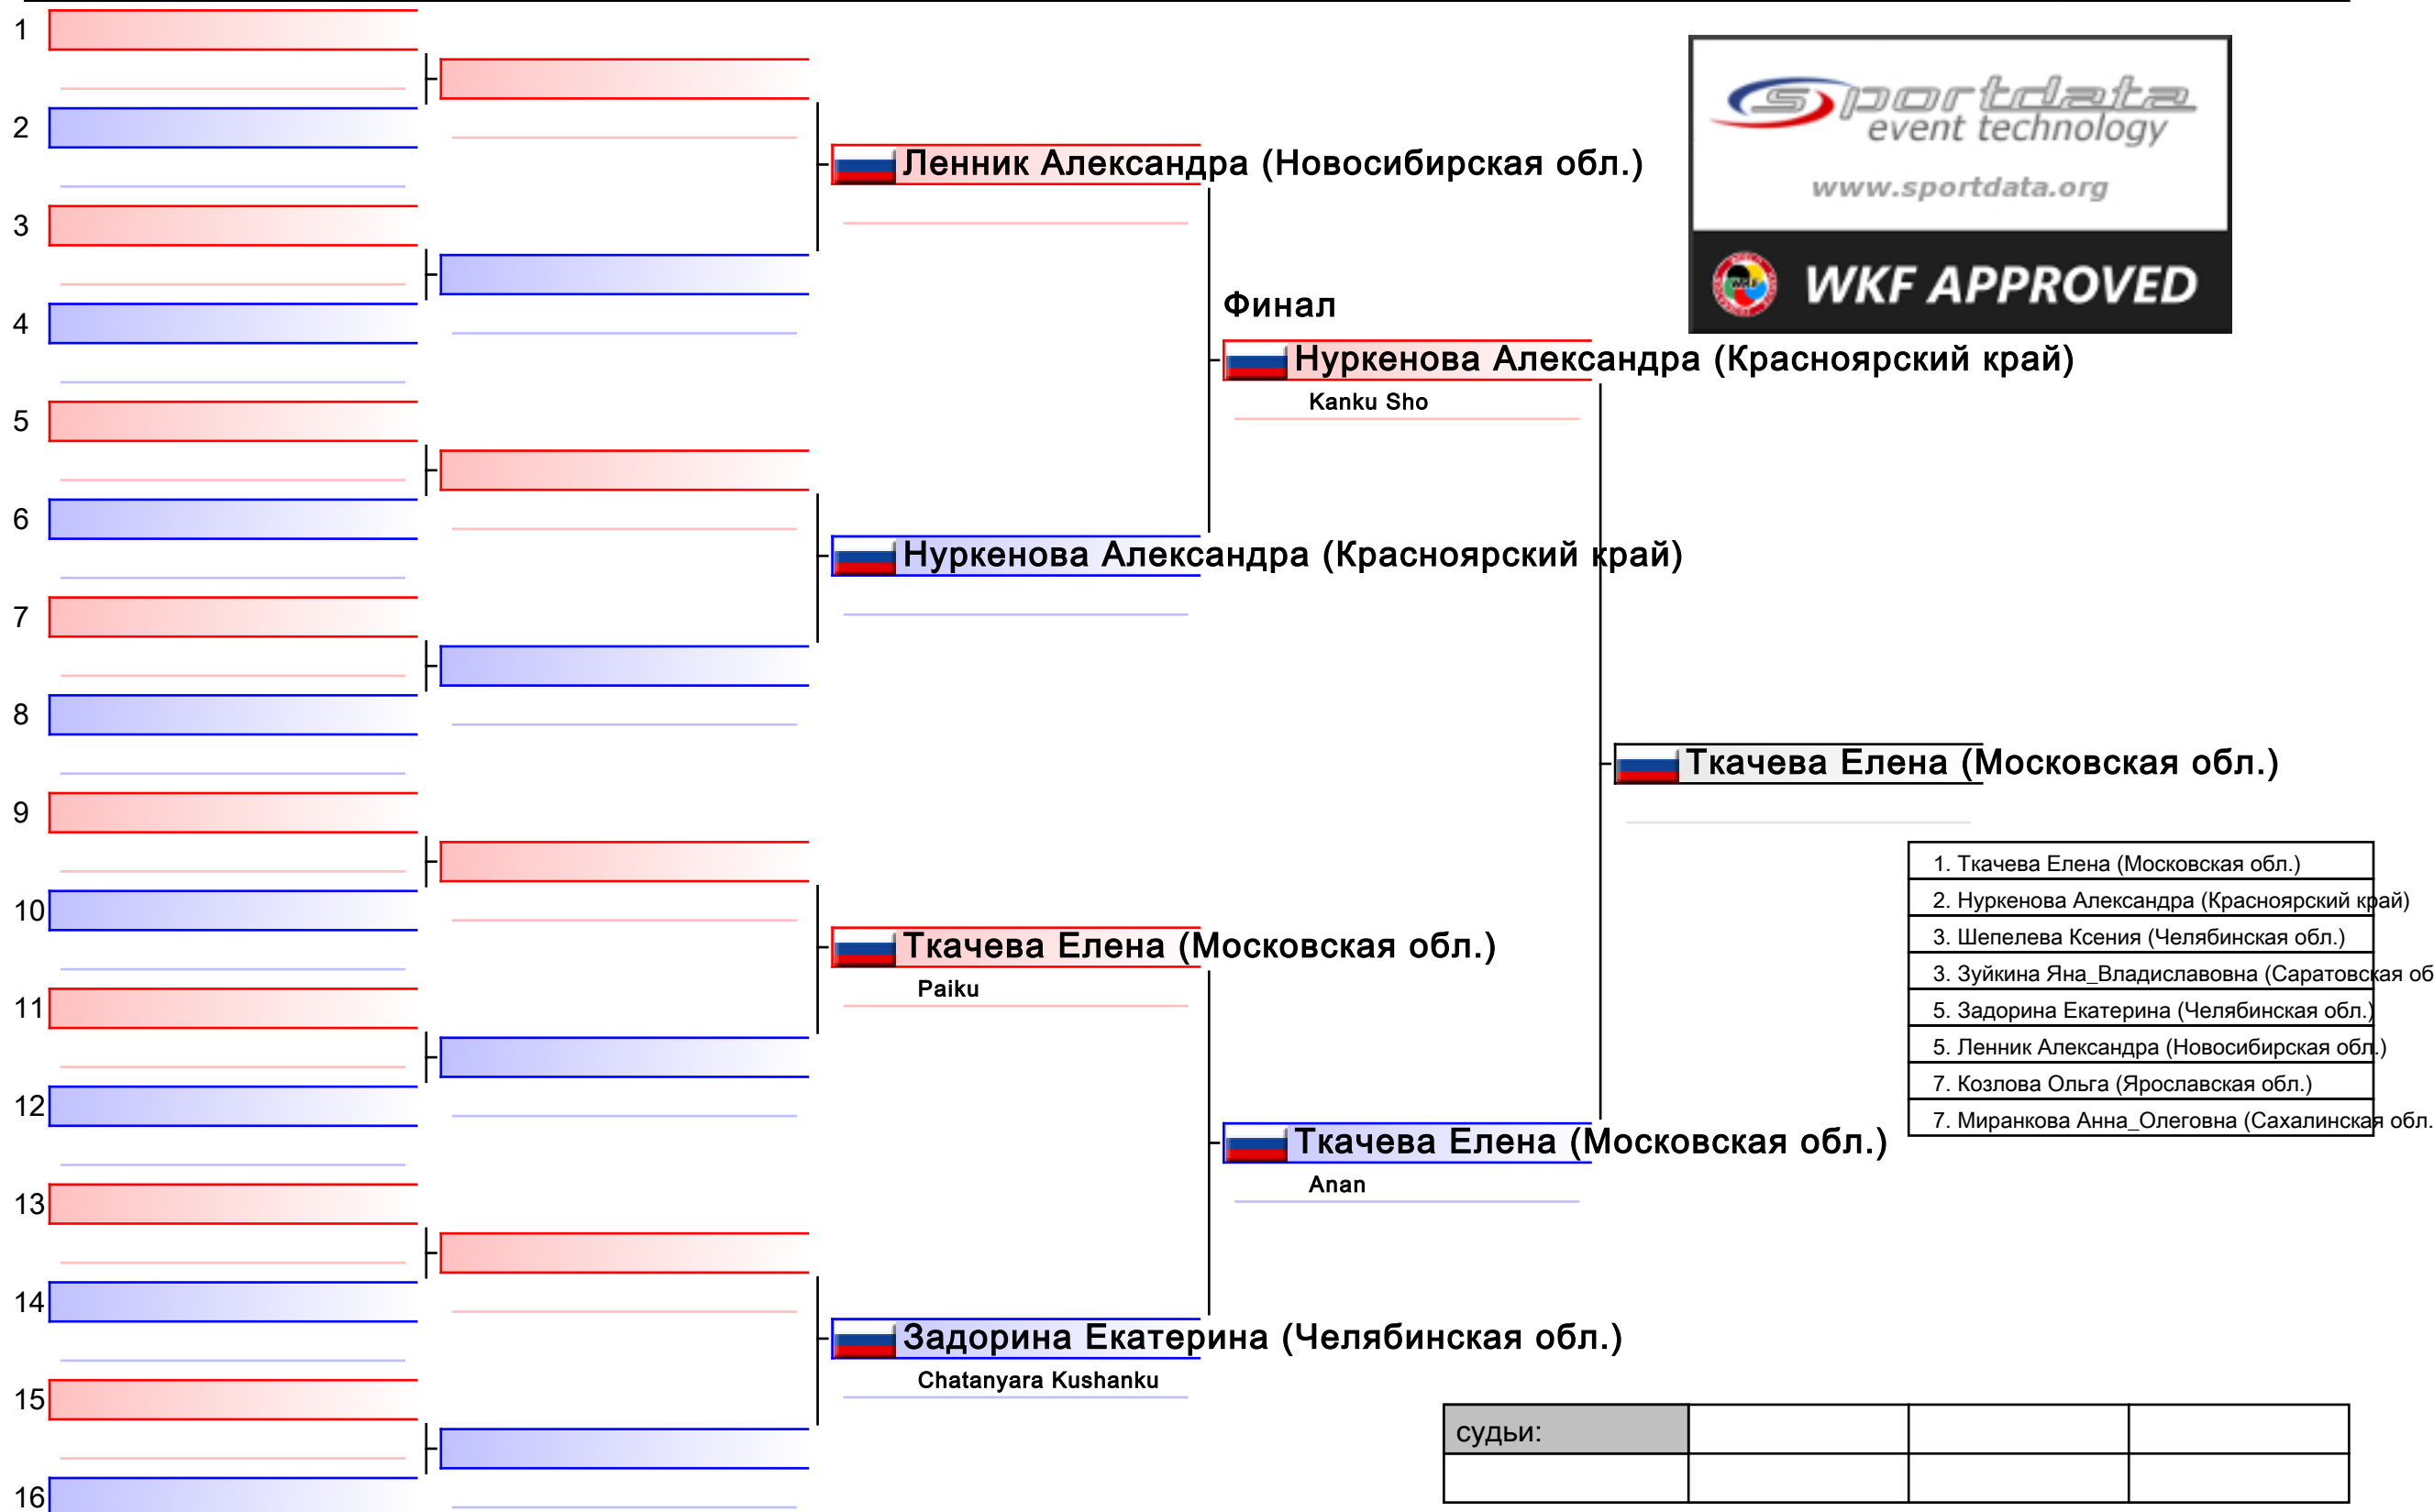 1
sportdata
event technology
www.sportdata.org
WKF APPROVED
2
Ленник Александра (Новосибирская обл.)
3
Финал
4
Нуркенова Александра (Красноярский край)
Kanku Sho
5
6
Нуркенова Александра (Красноярский край)
7
8
Ткачева Елена (Московская обл.)
9
1. Ткачева Елена (Московская обл.)
2. Нуркенова Александра (Красноярский край)
3. Шепелева Ксения (Челябинская обл.)
3. Зуйкина Яна_Владиславовна (Саратовская об
5. Задорина Екатерина (Челябинская обл.)
5. Ленник Александра (Новосибирская обл.)
7. Козлова Ольга (Ярославская обл.)
7. Миранкова Анна_Олеговна (Сахалинская обл.
10
Ткачева Елена (Московская обл.)
Paiku
11
12
Ткачева Елена (Московская обл.)
Anan
13
14
Задорина Екатерина (Челябинская обл.)
Chatanyara Kushanku
15
судьи:
16